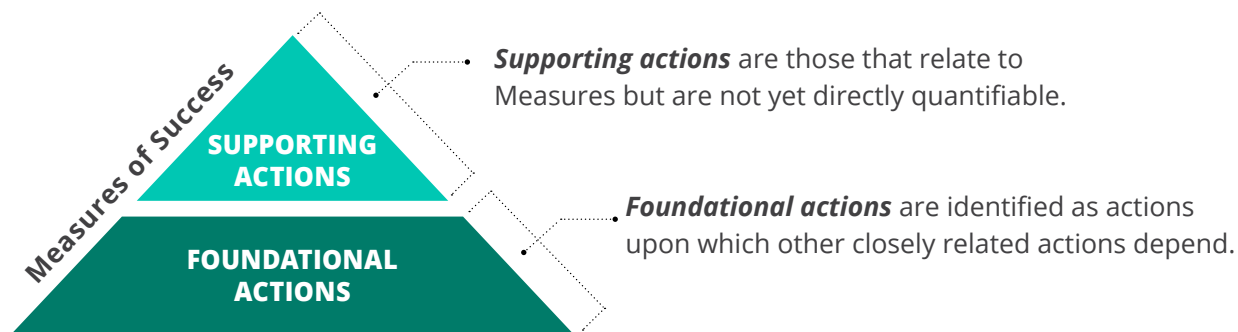 Measures of Success
SUPPORTING
ACTIONS
Supporting actions are those that relate to
Measures but are not yet directly quantifiable.
FOUNDATIONAL
ACTIONS
Foundational actions are identified as actions
upon which other closely related actions depend.